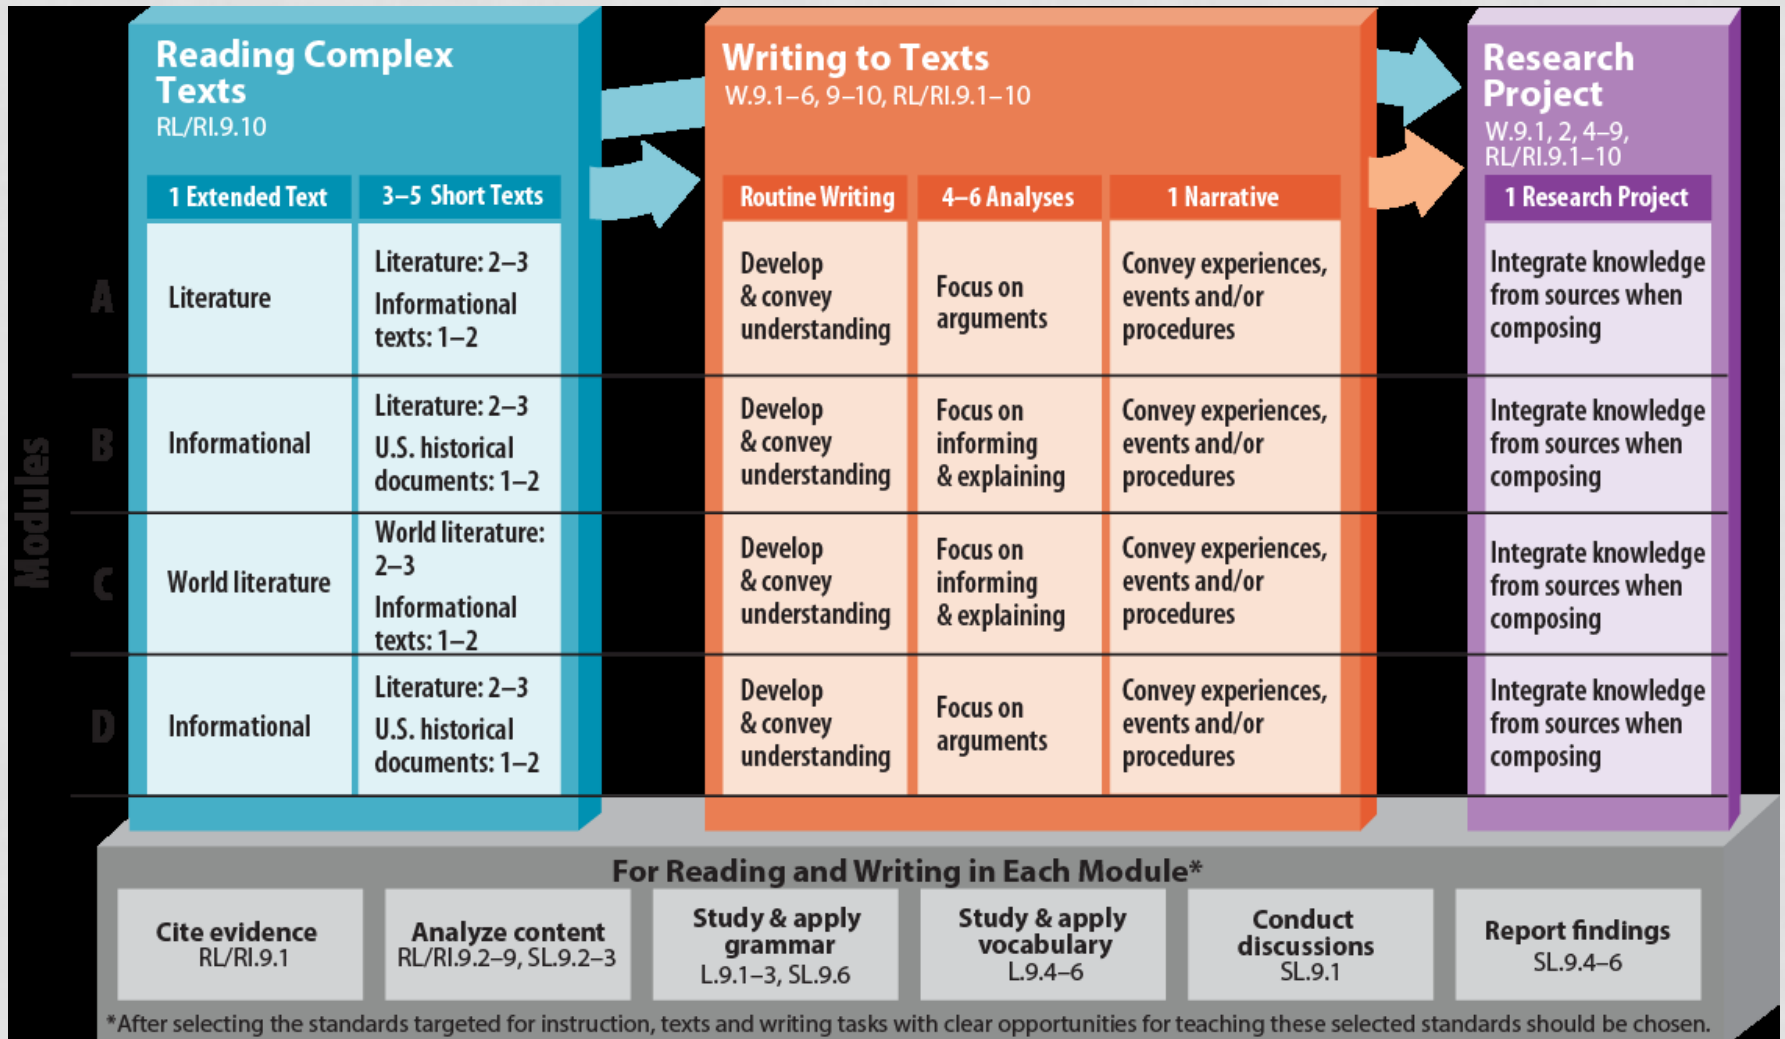 Reading Complex
Texts
RL/RI.9.10
Writing to Texts
W.9.1–6, 9–10, RL/RI.9.1–10
Research
Project
W.9.1, 2, 4–9,
RL/RI.9.1–10
1 Extended Text
3–5 Short Texts
Routine Writing
4–6 Analyses
1 Narrative
1 Research Project
Modules
A
Literature
Literature: 2–3
Informational
texts: 1–2
Develop
& convey
understanding
Focus on
arguments
Convey experiences,
events and/or
procedures
Integrate knowledge
from sources when
composing
B
Informational
Literature: 2–3
U.S. historical
documents: 1–2
Develop
& convey
understanding
Focus on
informing
& explaining
Convey experiences,
events and/or
procedures
Integrate knowledge
from sources when
composing
C
World literature
World literature:
2–3
Informational
texts: 1–2
Develop
& convey
understanding
Focus on
informing
& explaining
Convey experiences,
events and/or
procedures
Integrate knowledge
from sources when
composing
D
Informational
Literature: 2–3
U.S. historical
documents: 1–2
Develop
& convey
understanding
Focus on
arguments
Convey experiences,
events and/or
procedures
Integrate knowledge
from sources when
composing
For Reading and Writing in Each Module*
Cite evidence
RL/RI.9.1
Analyze content
RL/RI.9.2–9, SL.9.2–3
Study & apply
grammar
L.9.1–3, SL.9.6
Study & apply
vocabulary
L.9.4–6
Conduct
discussions
SL.9.1
Report findings
SL.9.4–6
*After selecting the standards targeted for instruction, texts and writing tasks with clear opportunities for teaching these selected standards should be chosen.